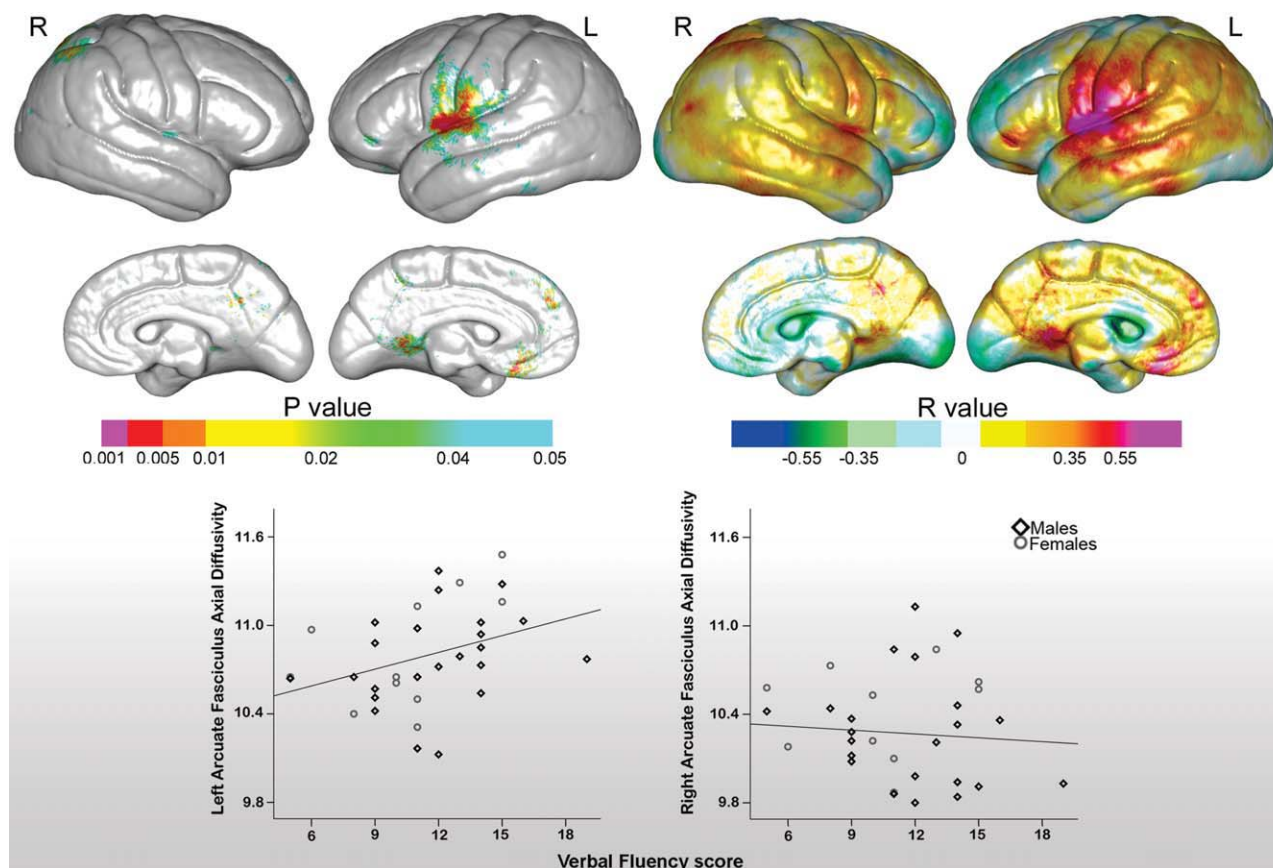 R
L
R
L
P value
0.001 0.005 0.01 0.02 0.04 0.05
R value
-0.55 -0.35 0 0.35 0.55
Left Arcuate Fasciculus Axial Diffusivity
11.6
11.0
10.4
9.8
6 9 12 15 18
Right Arcuate Fasciculus Axial Diffusivity
11.6
11.0
10.4
9.8
6 9 12 15 18
Males
Females
Verbal Fluency score